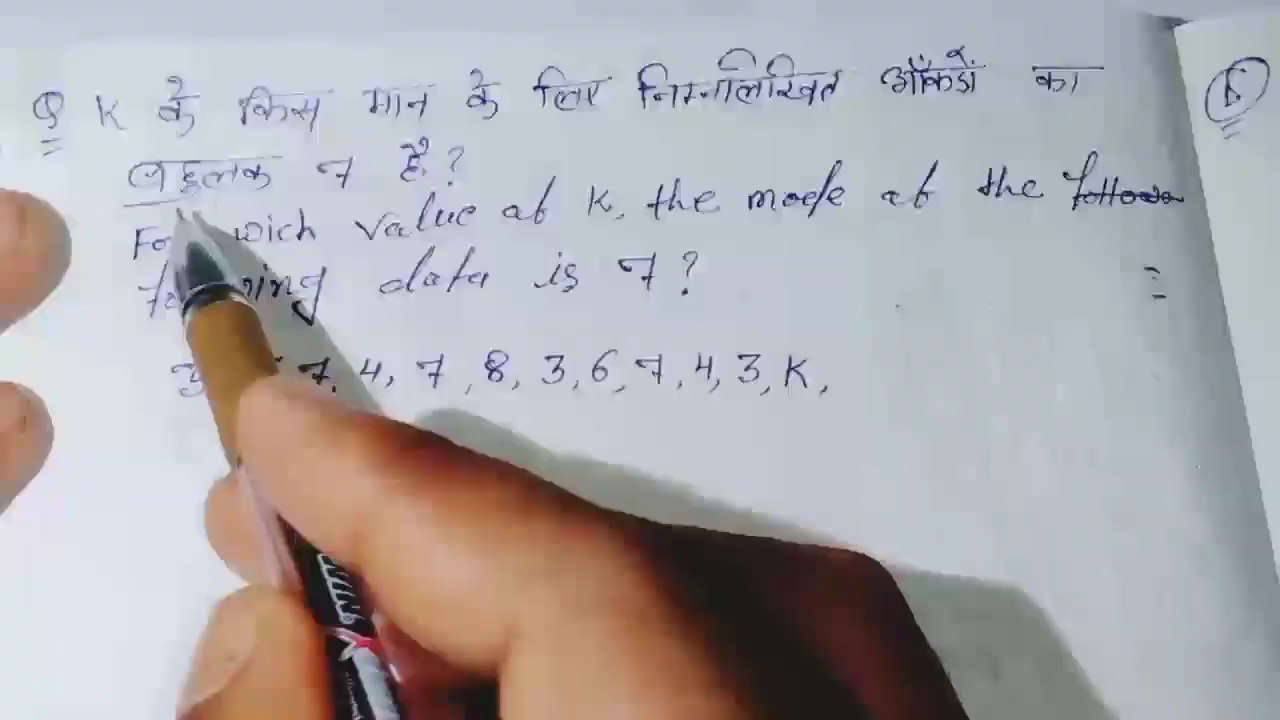 Q K के किस मान के लिए निम्नलिखित आँकडों का
बहुलक 7 है?
wich value of K, the mode of the
data is 7?
7, 4, 7, 8, 3, 6, 7, 4, 3, K,